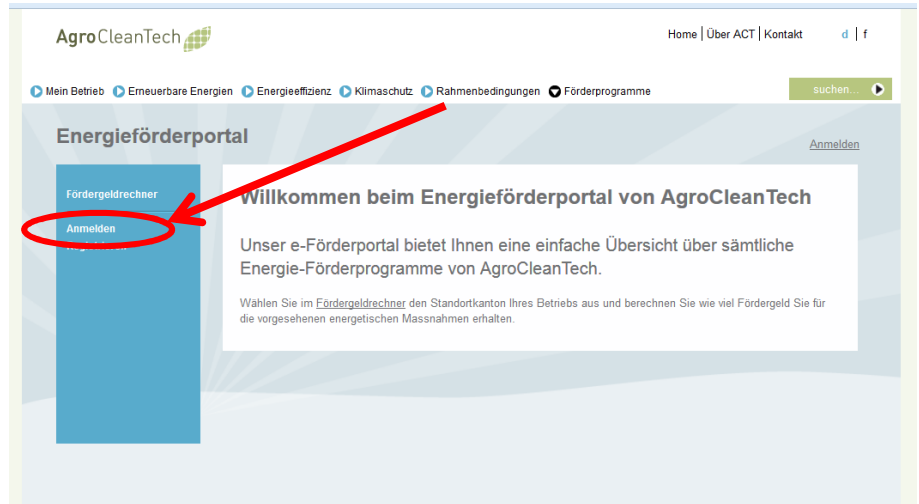 AgroCleanTech
Home | Über ACT | Kontakt d | f
Mein Betrieb Erneuerbare Energien Energieeffizienz Klimaschutz Rahmenbedingungen Förderprogramme
suchen...
Energieförderportal
Anmelden
Fördergeldrechner
Anmelden
Willkommen beim Energieförderportal von AgroCleanTech
Unser e-Förderportal bietet Ihnen eine einfache Übersicht über sämtliche
Energie-Förderprogramme von AgroCleanTech.
Wählen Sie im Fördergeldrechner den Standortkanton Ihres Betriebs aus und berechnen Sie wie viel Fördergeld Sie für
die vorgesehenen energetischen Massnahmen erhalten.